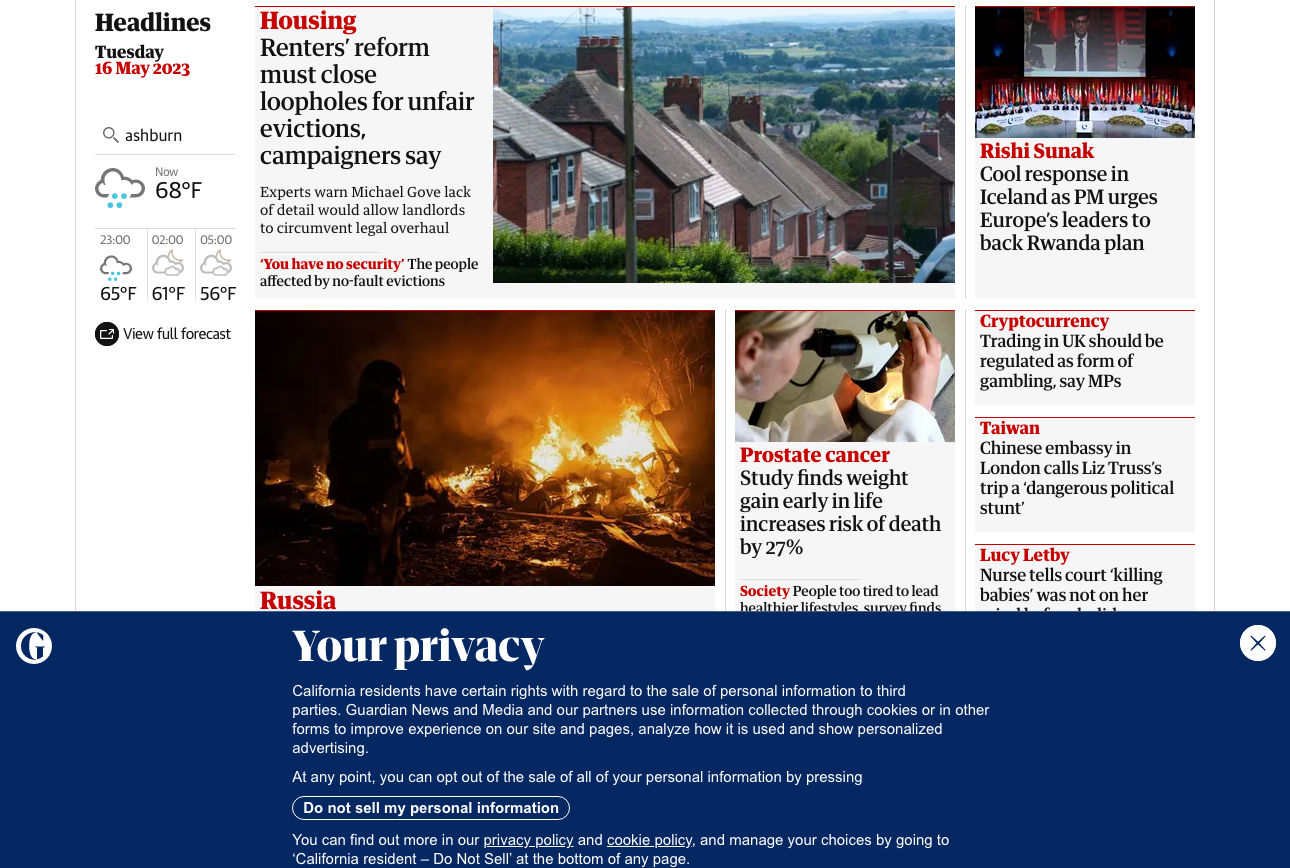 Headlines
Tuesday
16 May 2023
ashburn
Now
68°F
23:00
02:00
05:00
65°F
61°F
56°F
View full forecast
Housing
Renters’ reform
must close
loopholes for unfair
evictions,
campaigners say
Experts warn Michael Gove lack
of detail would allow landlords
to circumvent legal overhaul
‘You have no security’ The people
affected by no-fault evictions
Rishi Sunak
Cool response in
Iceland as PM urges
Europe’s leaders to
back Rwanda plan
Russia
Prostate cancer
Study finds weight
gain early in life
increases risk of death
by 27%
Society People too tired to lead
healthier lifestyles, survey finds
Cryptocurrency
Trading in UK should be
regulated as form of
gambling, say MPs
Taiwan
Chinese embassy in
London calls Liz Truss’s
trip a ‘dangerous political
stunt’
Lucy Letby
Nurse tells court ‘killing
babies’ was not on her
Your privacy
California residents have certain rights with regard to the sale of personal information to third
parties. Guardian News and Media and our partners use information collected through cookies or in other
forms to improve experience on our site and pages, analyze how it is used and show personalized
advertising.
At any point, you can opt out of the sale of all of your personal information by pressing
Do not sell my personal information
You can find out more in our privacy policy and cookie policy, and manage your choices by going to
‘California resident – Do Not Sell’ at the bottom of any page.